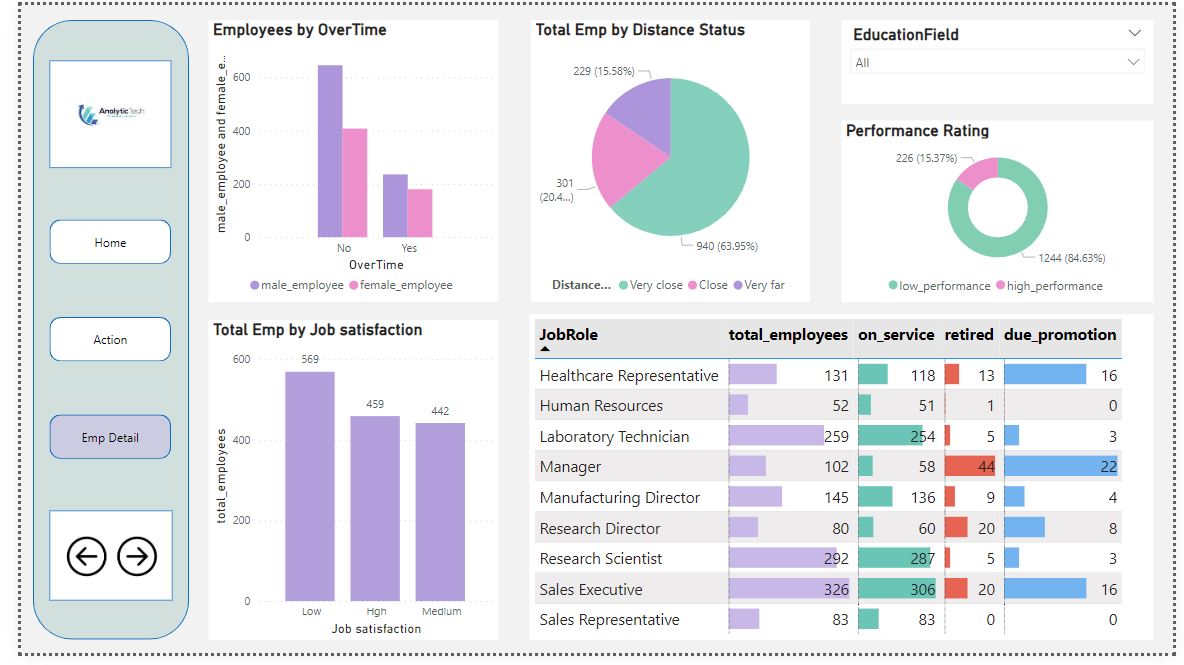 AnalyticTech
Home
Action
Emp Detail
Employees by OverTime
male_employee and female_e...
600
400
200
0
No
Yes
OverTime
male_employee
female_employee
Total Emp by Distance Status
229 (15.58%)
301
(20.4...)
940 (63.95%)
Distance...
Very close
Close
Very far
EducationField
All
Performance Rating
226 (15.37%)
1244 (84.63%)
low_performance
high_performance
Total Emp by Job satisfaction
total_employees
600
400
200
0
569
459
442
Low
Hgh
Medium
Job satisfaction
JobRole total_employees on_service retired due_promotion
Healthcare Representative 131 118 13 16
Human Resources 52 51 1 0
Laboratory Technician 259 254 5 3
Manager 102 58 44 22
Manufacturing Director 145 136 9 4
Research Director 80 60 20 8
Research Scientist 292 287 5 3
Sales Executive 326 306 20 16
Sales Representative 83 83 0 0